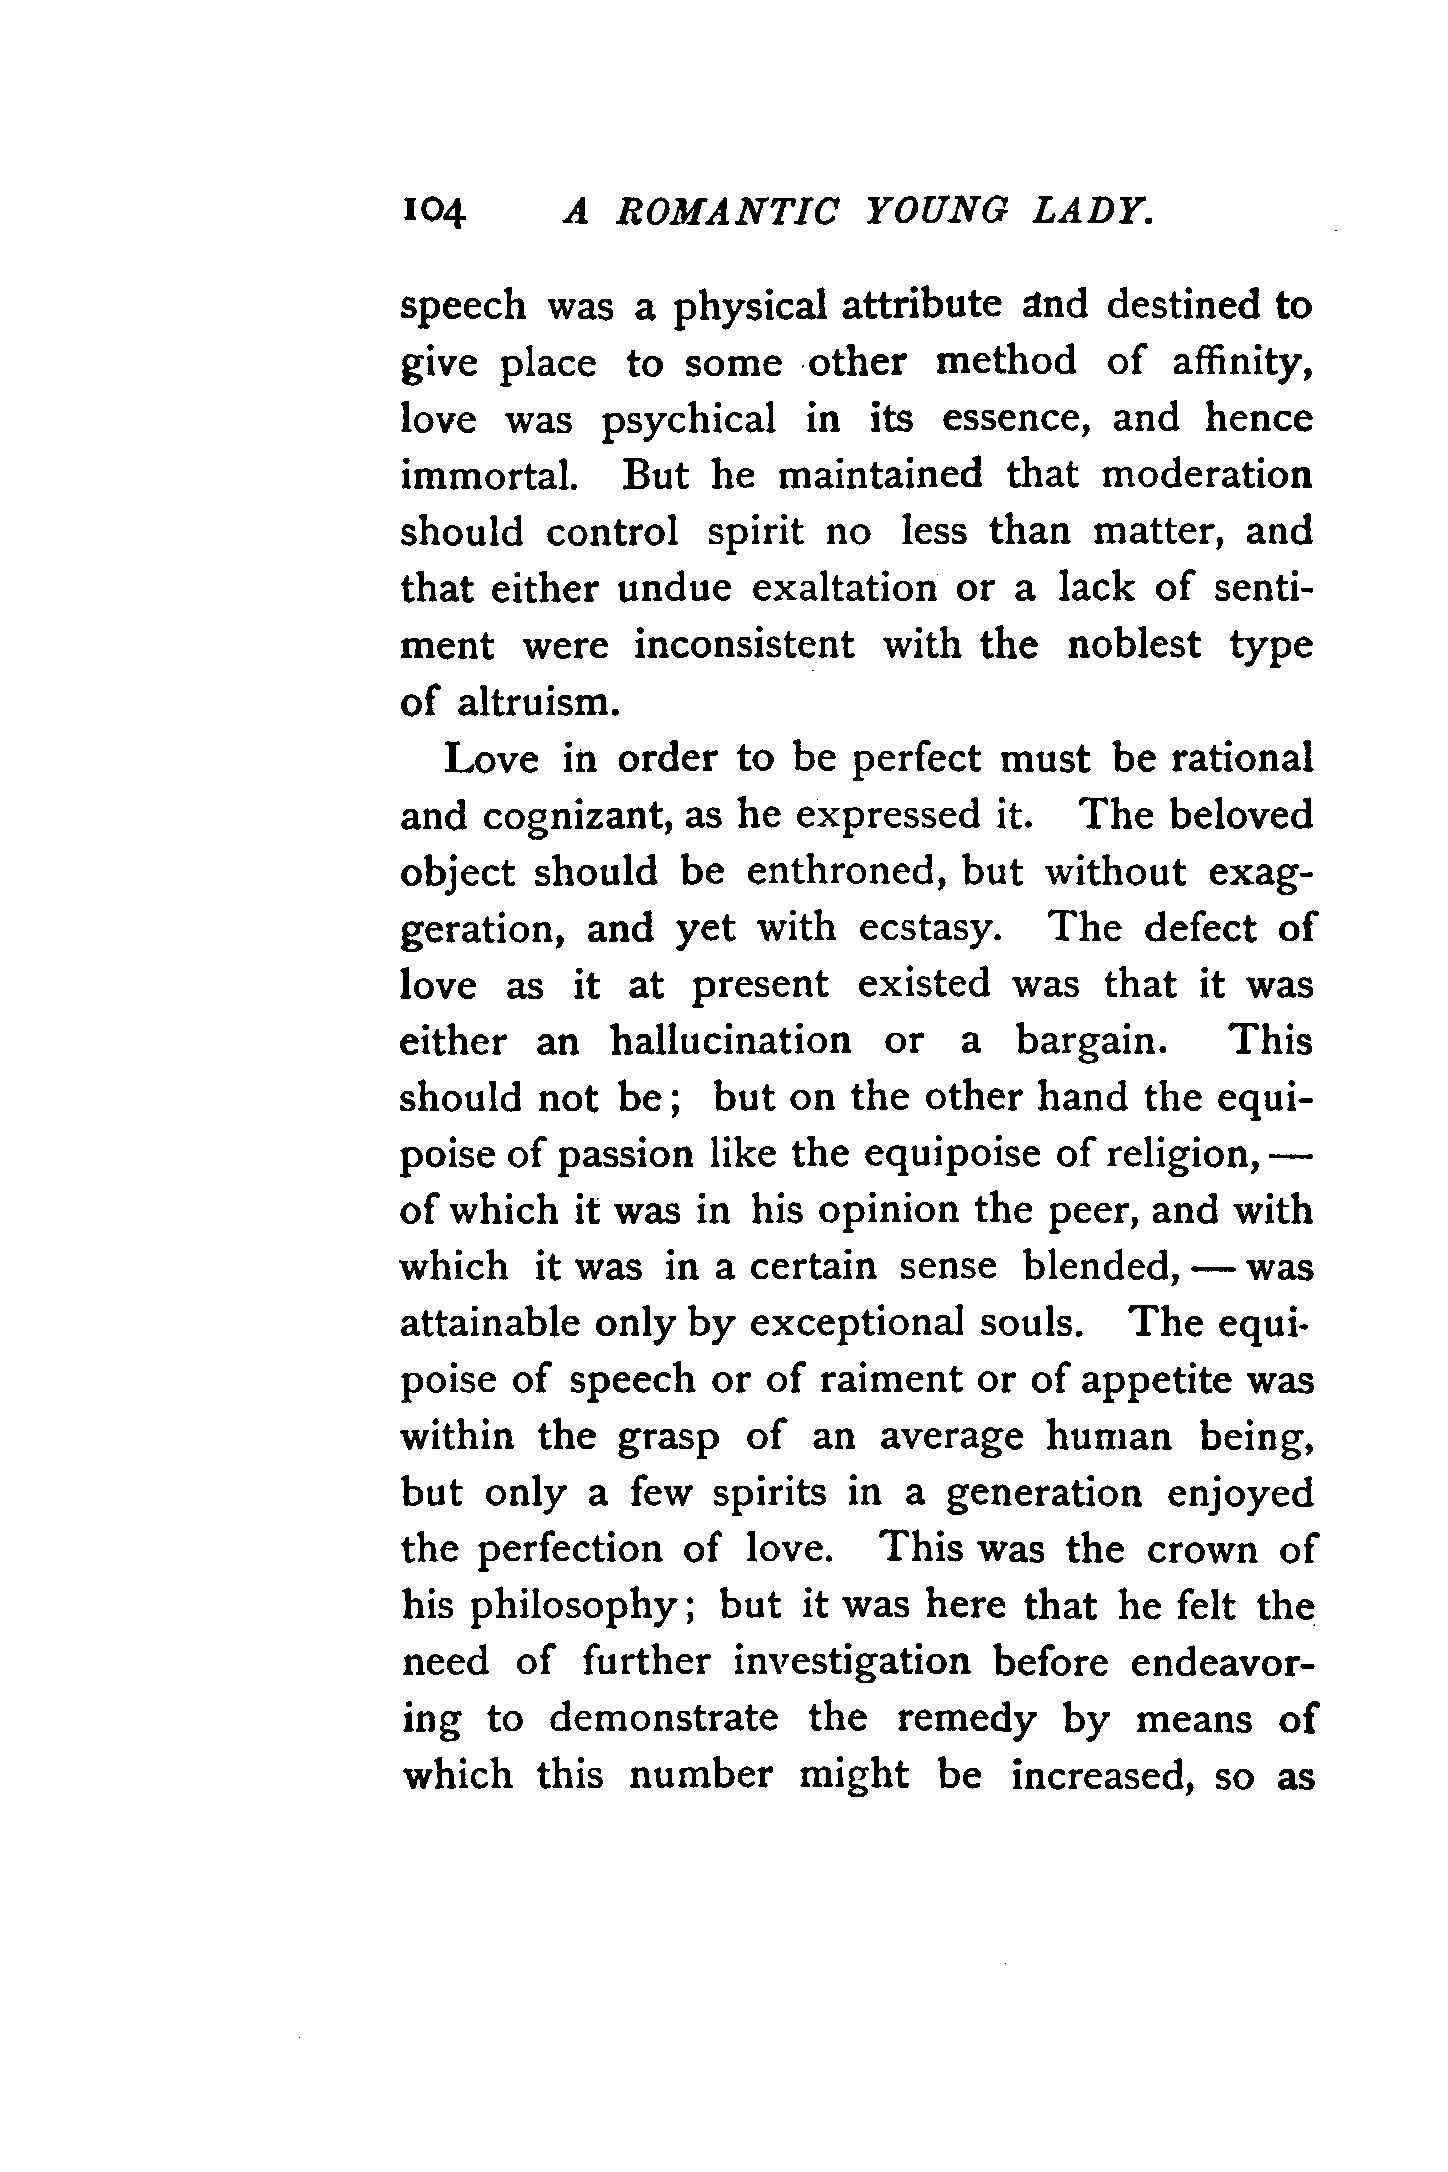 104 A ROMANTIC YOUNG LADY.
speech was a physical attribute and destined to
give place to some other method of affinity,
love was psychical in its essence, and hence
immortal. But he maintained that moderation
should control spirit no less than matter, and
that either undue exaltation or a lack of senti-
ment were inconsistent with the noblest type
of altruism.
Love in order to be perfect must be rational
and cognizant, as he expressed it. The beloved
object should be enthroned, but without exag-
geration, and yet with ecstasy. The defect of
love as it at present existed was that it was
either an hallucination or a bargain. This
should not be; but on the other hand the equi-
poise of passion like the equipoise of religion, —
of which it was in his opinion the peer, and with
which it was in a certain sense blended, — was
attainable only by exceptional souls. The equi-
poise of speech or of raiment or of appetite was
within the grasp of an average human being,
but only a few spirits in a generation enjoyed
the perfection of love. This was the crown of
his philosophy; but it was here that he felt the
need of further investigation before endeavor-
ing to demonstrate the remedy by means of
which this number might be increased, so as